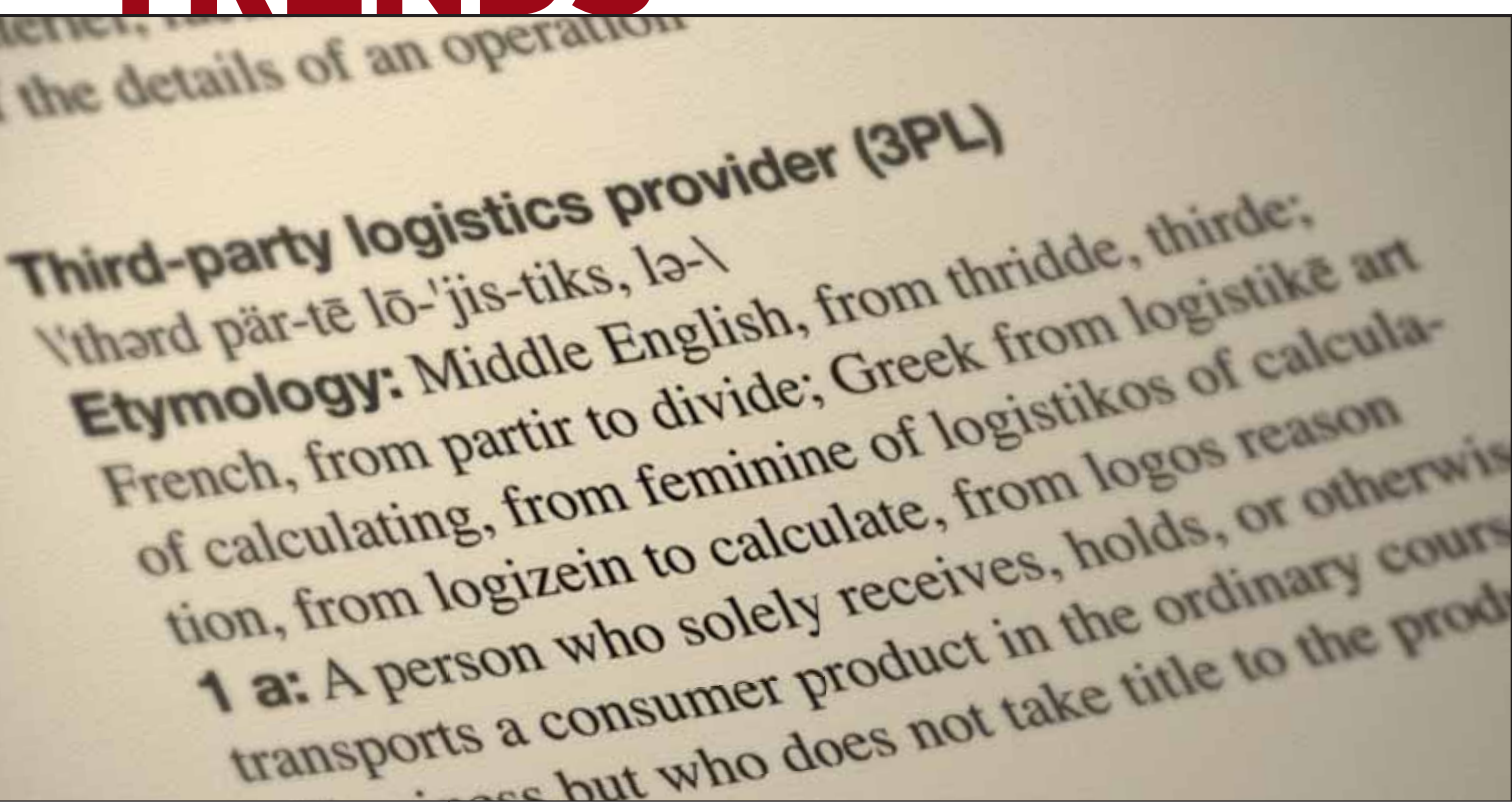 TRENDS
the details of an operation
Third-party logistics provider (3PL)
\'thərd pär-tē lō-'jis-tiks, lə-\
Etymology: Middle English, from thridde, thirde;
French, from partir to divide; Greek from logistikē art
of calculating, from feminine of logistikos of calcula-
tion, from logizein to calculate, from logos reason
1 a: A person who solely receives, holds, or otherwis
transports a consumer product in the ordinary cours
but who does not take title to the prod